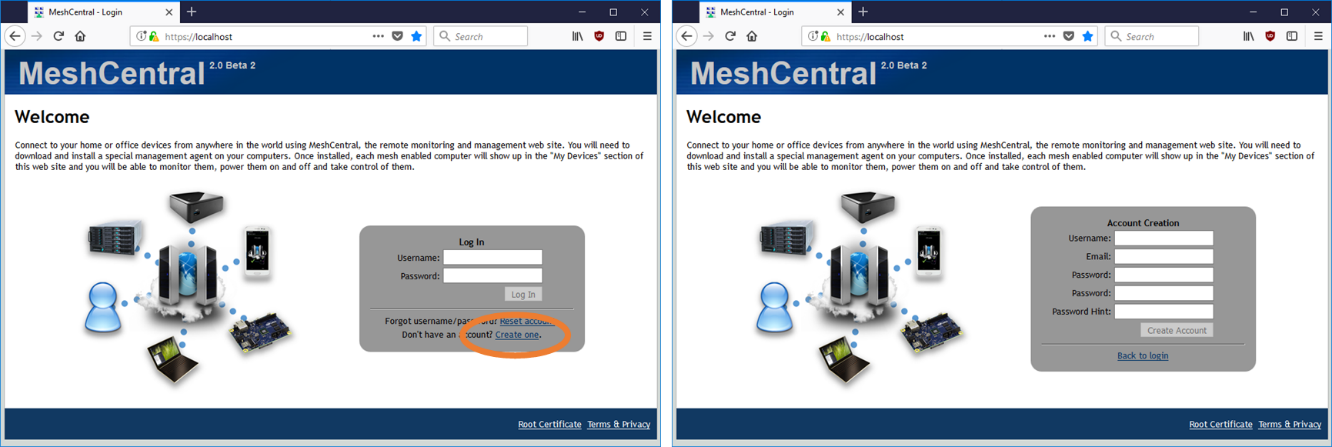 MeshCentral - Login
https://localhost
Search
MeshCentral 2.0 Beta 2
Welcome
Connect to your home or office devices from anywhere in the world using MeshCentral, the remote monitoring and management web site. You will need to
download and install a special management agent on your computers. Once installed, each mesh enabled computer will show up in the "My Devices" section of
this web site and you will be able to monitor them, power them on and off and take control of them.
Log In
Username:
Password:
Log In
Forgot username/password? Reset account.
Don't have an account? Create one.
Root Certificate Terms & Privacy
MeshCentral - Login
https://localhost
Search
MeshCentral 2.0 Beta 2
Welcome
Connect to your home or office devices from anywhere in the world using MeshCentral, the remote monitoring and management web site. You will need to
download and install a special management agent on your computers. Once installed, each mesh enabled computer will show up in the "My Devices" section of
this web site and you will be able to monitor them, power them on and off and take control of them.
Account Creation
Username:
Email:
Password:
Password:
Password Hint:
Create Account
Back to login
Root Certificate Terms & Privacy